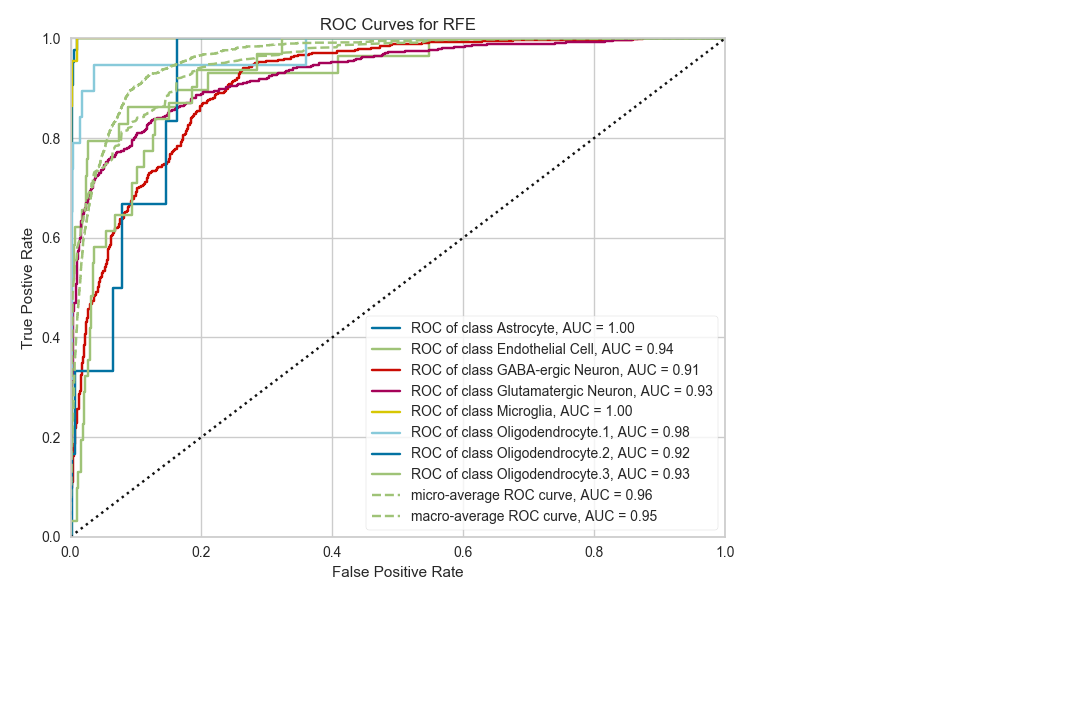 ROC Curves for RFE
1.0
0.8
0.6
0.4
0.2
0.0
True Postive Rate
ROC of class Astrocyte, AUC = 1.00
ROC of class Endothelial Cell, AUC = 0.94
ROC of class GABA-ergic Neuron, AUC = 0.91
ROC of class Glutamatergic Neuron, AUC = 0.93
ROC of class Microglia, AUC = 1.00
ROC of class Oligodendrocyte.1, AUC = 0.98
ROC of class Oligodendrocyte.2, AUC = 0.92
ROC of class Oligodendrocyte.3, AUC = 0.93
micro-average ROC curve, AUC = 0.96
macro-average ROC curve, AUC = 0.95
0.0 0.2 0.4 0.6 0.8 1.0
False Positive Rate